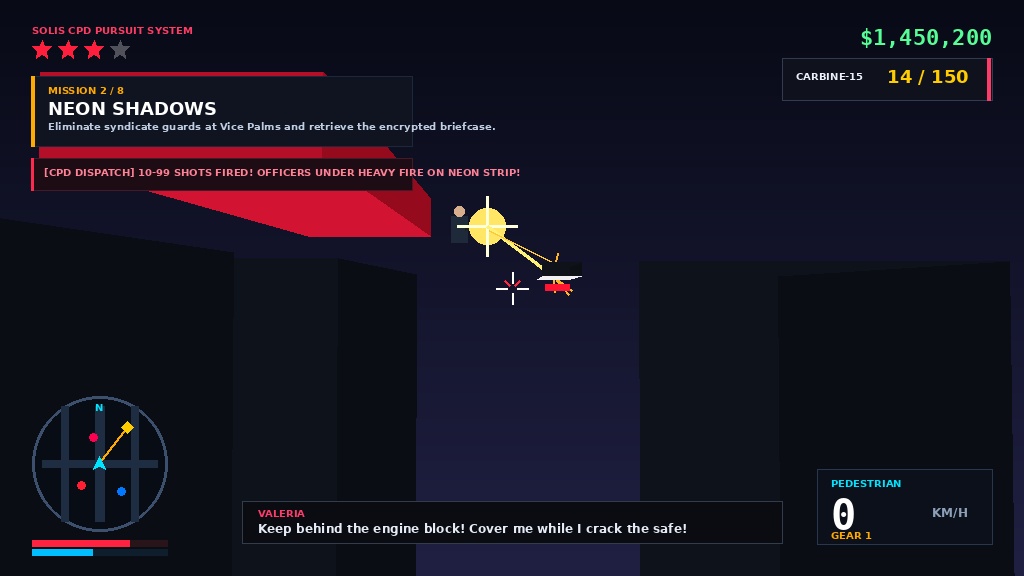 SOLIS CPD PURSUIT SYSTEM
$1,450,200
MISSION 2 / 8
NEON SHADOWS
Eliminate syndicate guards at Vice Palms and retrieve the encrypted briefcase.
CARBINE-15 14 / 150
[CPD DISPATCH] 10-99 SHOTS FIRED! OFFICERS UNDER HEAVY FIRE ON NEON STRIP!
N
VALERIA
Keep behind the engine block! Cover me while I crack the safe!
PEDESTRIAN
0 KM/H
GEAR 1